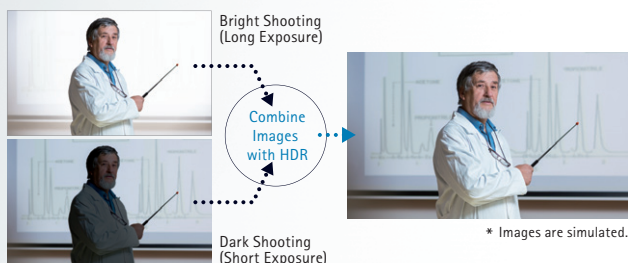 Bright Shooting
(Long Exposure)
Combine
Images
with HDR
Dark Shooting
(Short Exposure)
* Images are simulated.